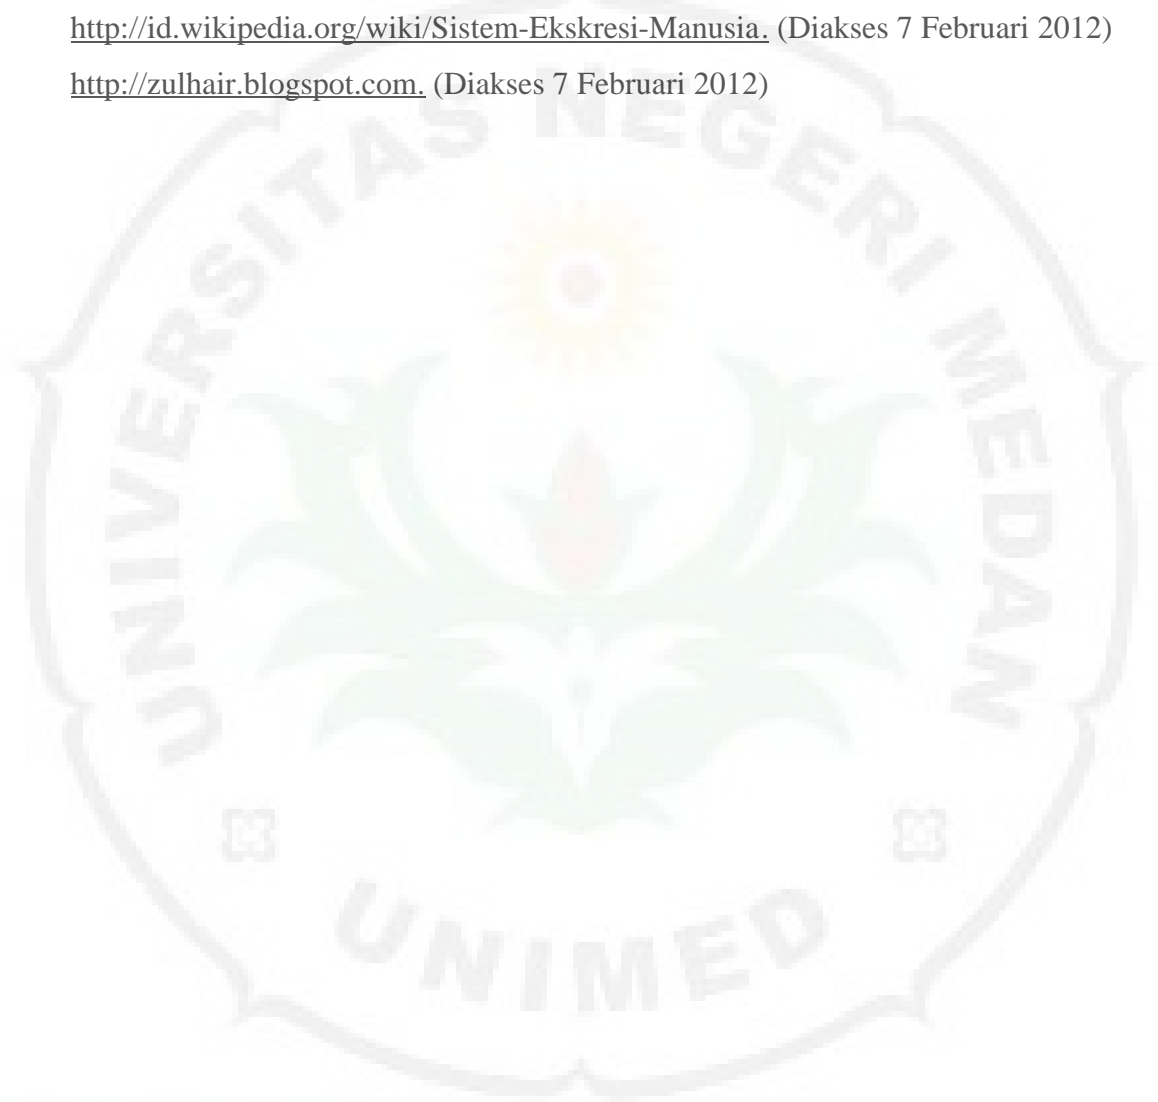 http://id.wikipedia.org/wiki/Sistem-Ekskresi-Manusia. (Diakses 7 Februari 2012)
http://zulhair.blogspot.com. (Diakses 7 Februari 2012)
UNIVERSITAS NEGERI MEDAN
UNIMED